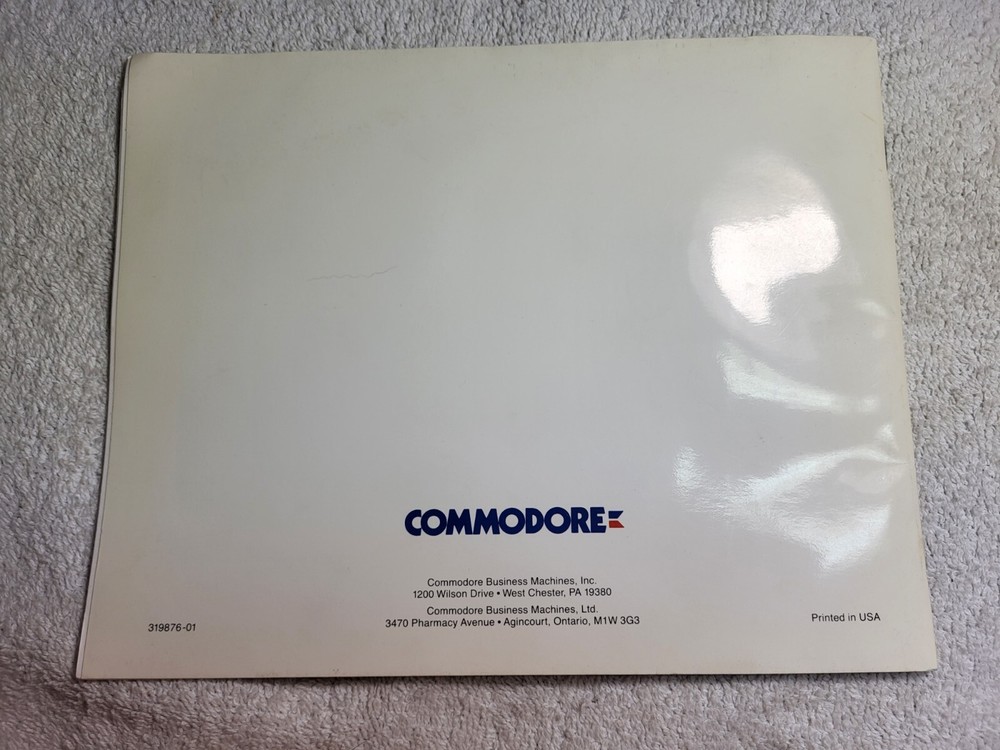 COMMODORE
Commodore Business Machines, Inc.
1200 Wilson Drive • West Chester, PA 19380
Commodore Business Machines, Ltd.
3470 Pharmacy Avenue • Agincourt, Ontario, M1W 3G3
319876-01
Printed in USA